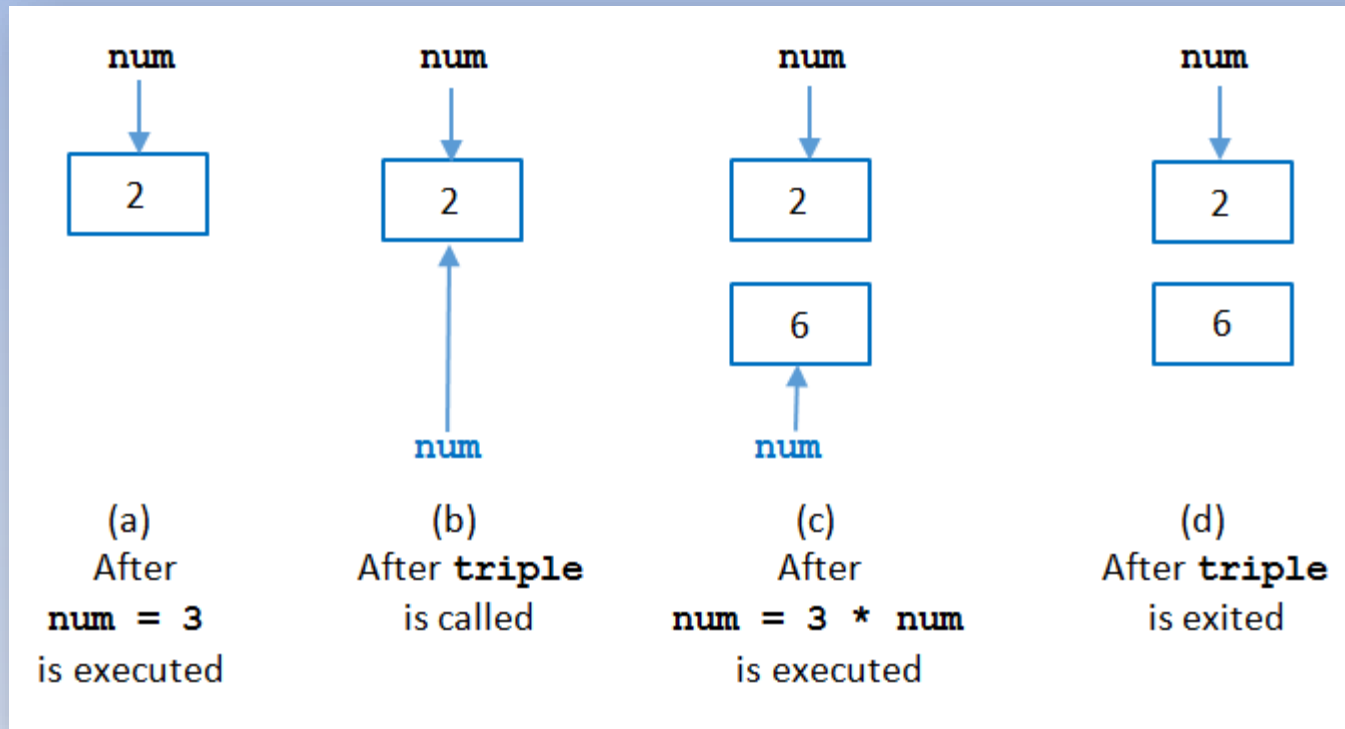 num num num num
2 2 2 2
6 6
num num
(a) (b) (c) (d)
After After triple After After triple
num = 3 is called num = 3 * num is exited
is executed is executed